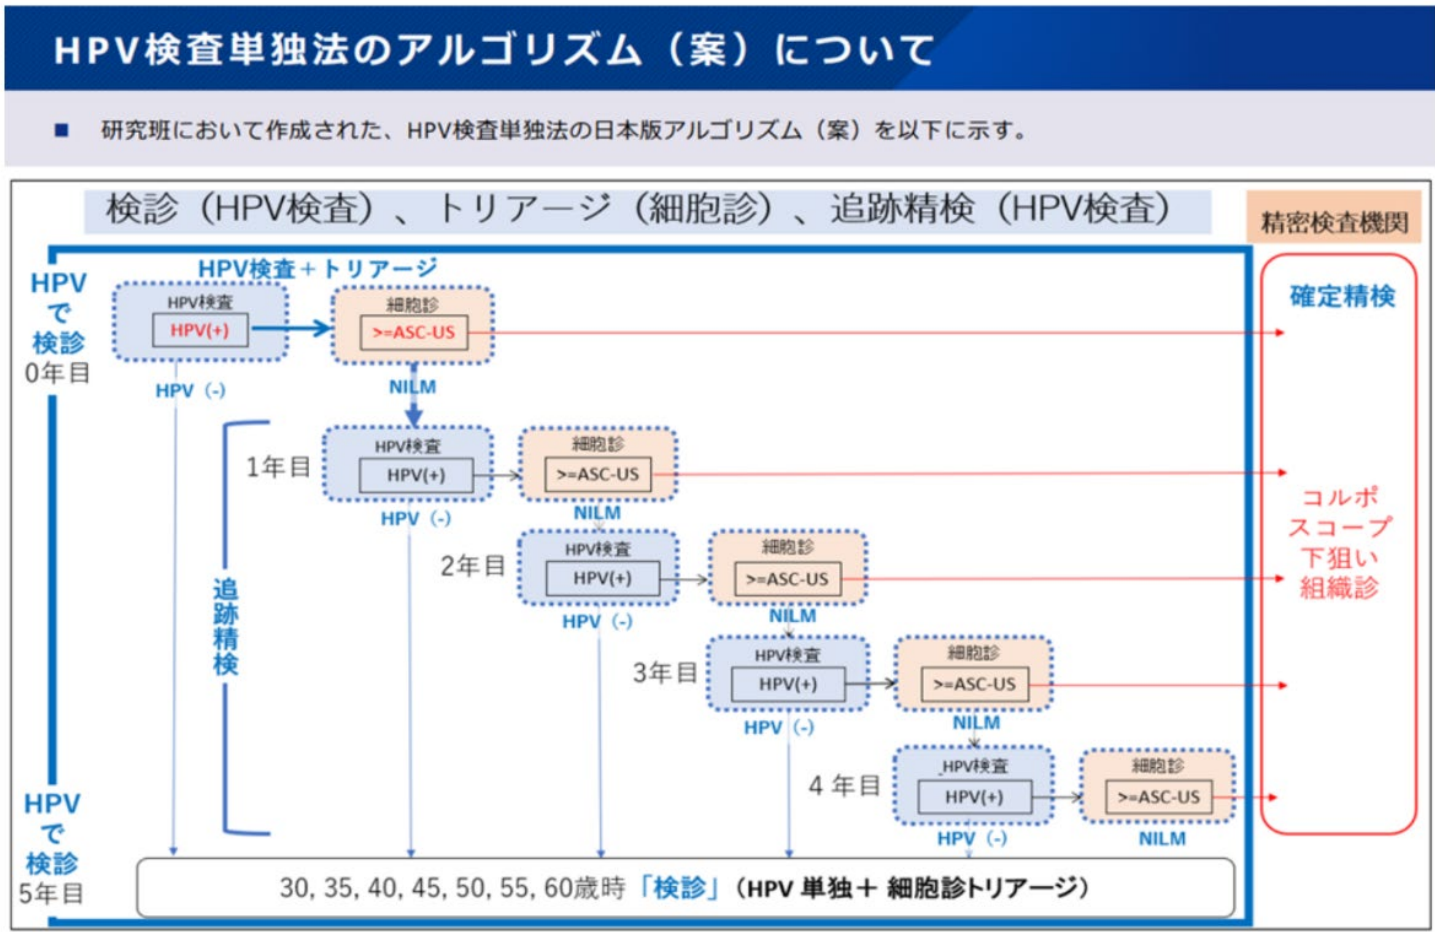 HPV検査単独法のアルゴリズム（案）について
■ 研究班において作成された、HPV検査単独法の日本版アルゴリズム（案）を以下に示す。
検診（HPV検査）、トリアージ（細胞診）、追跡精検（HPV検査）
精密検査機関
HPV
で
検診
0年目
HPV検査＋トリアージ
HPV検査
HPV(+)
細胞診
>=ASC-US
確定精検
HPV（-）
NILM
追跡精検
1年目
HPV検査
HPV(+)
細胞診
>=ASC-US
HPV（-）
NILM
2年目
HPV検査
HPV(+)
細胞診
>=ASC-US
HPV（-）
NILM
3年目
HPV検査
HPV(+)
細胞診
>=ASC-US
HPV（-）
NILM
4 年目
HPV検査
HPV(+)
細胞診
>=ASC-US
HPV（-）
NILM
コルポ
スコープ
下狙い
組織診
HPV
で
検診
5年目
30, 35, 40, 45, 50, 55, 60歳時「検診」（HPV 単独＋ 細胞診トリアージ）